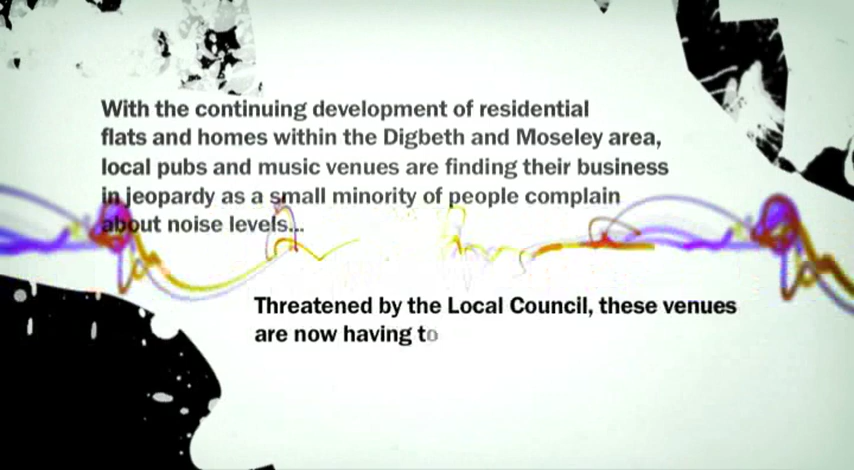 With the continuing development of residential
flats and homes within the Digbeth and Moseley area,
local pubs and music venues are finding their business
in jeopardy as a small minority of people complain
about noise levels...
Threatened by the Local Council, these venues
are now having to